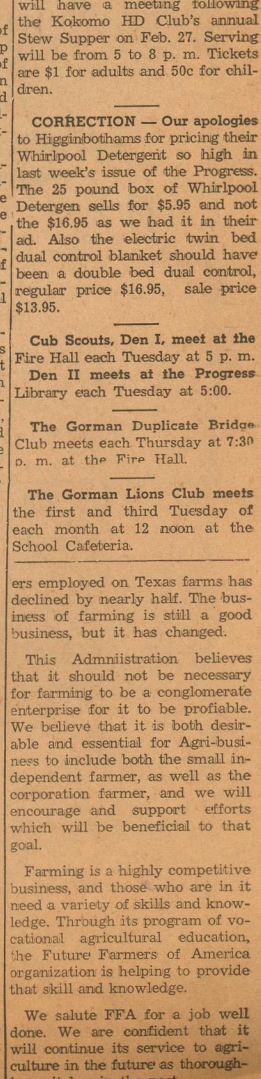 will have a meeting following
the Kokomo HD Club's annual
Stew Supper on Feb. 27. Serving
will be from 5 to 8 p. m. Tickets
are $1 for adults and 50c for chil-
dren.
CORRECTION — Our apologies
to Higginbothams for pricing their
Whirlpool Detergent so high in
last week's issue of the Progress.
The 25 pound box of Whirlpool
Detergen sells for $5.95 and not
the $16.95 as we had it in their
ad. Also the electric twin bed
dual control blanket should have
been a double bed dual control,
regular price $16.95, sale price
$13.95.
Cub Scouts, Den I, meet at the
Fire Hall each Tuesday at 5 p. m.
Den II meets at the Progress
Library each Tuesday at 5:00.
The Gorman Duplicate Bridge
Club meets each Thursday at 7:30
p. m. at the Fire Hall.
The Gorman Lions Club meets
the first and third Tuesday of
each month at 12 noon at the
School Cafeteria.
ers employed on Texas farms has
declined by nearly half. The bus-
iness of farming is still a good
business, but it has changed.
This Admniistration believes
that it should not be necessary
for farming to be a conglomerate
enterprise for it to be profiable.
We believe that it is both desir-
able and essential for Agri-busi-
ness to include both the small in-
dependent farmer, as well as the
corporation farmer, and we will
encourage and support efforts
which will be beneficial to that
goal.
Farming is a highly competitive
business, and those who are in it
need a variety of skills and know-
ledge. Through its program of vo-
cational agricultural education,
the Future Farmers of America
organization is helping to provide
that skill and knowledge.
We salute FFA for a job well
done. We are confident that it
will continue its service to agri-
culture in the future as thorough-